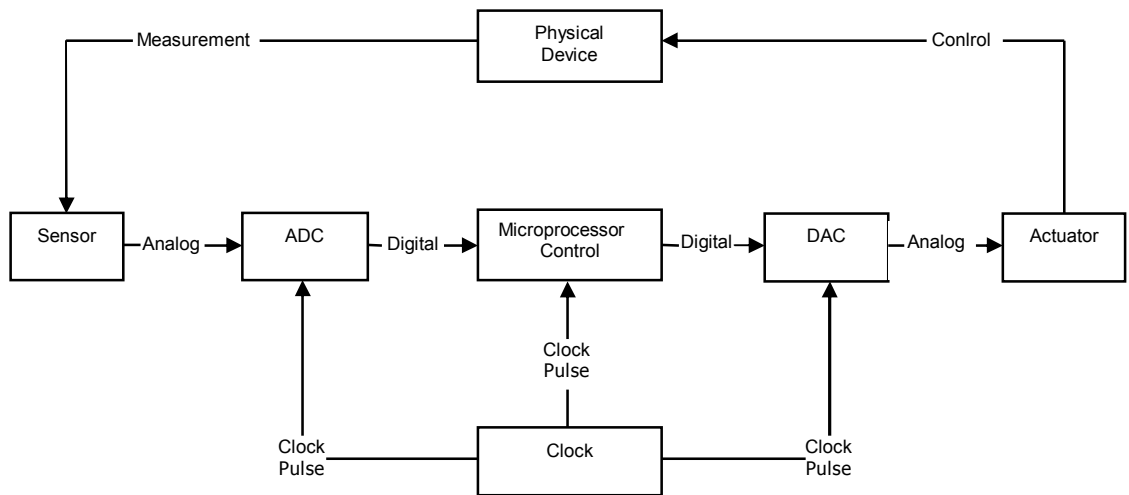 Measurement
Physical
Device
Conlrol
Sensor
Analog
ADC
Digital
Microprocessor
Control
Digital
DAC
Analog
Actuator
Clock
Pulse
Clock
Pulse
Clock
Clock
Pulse